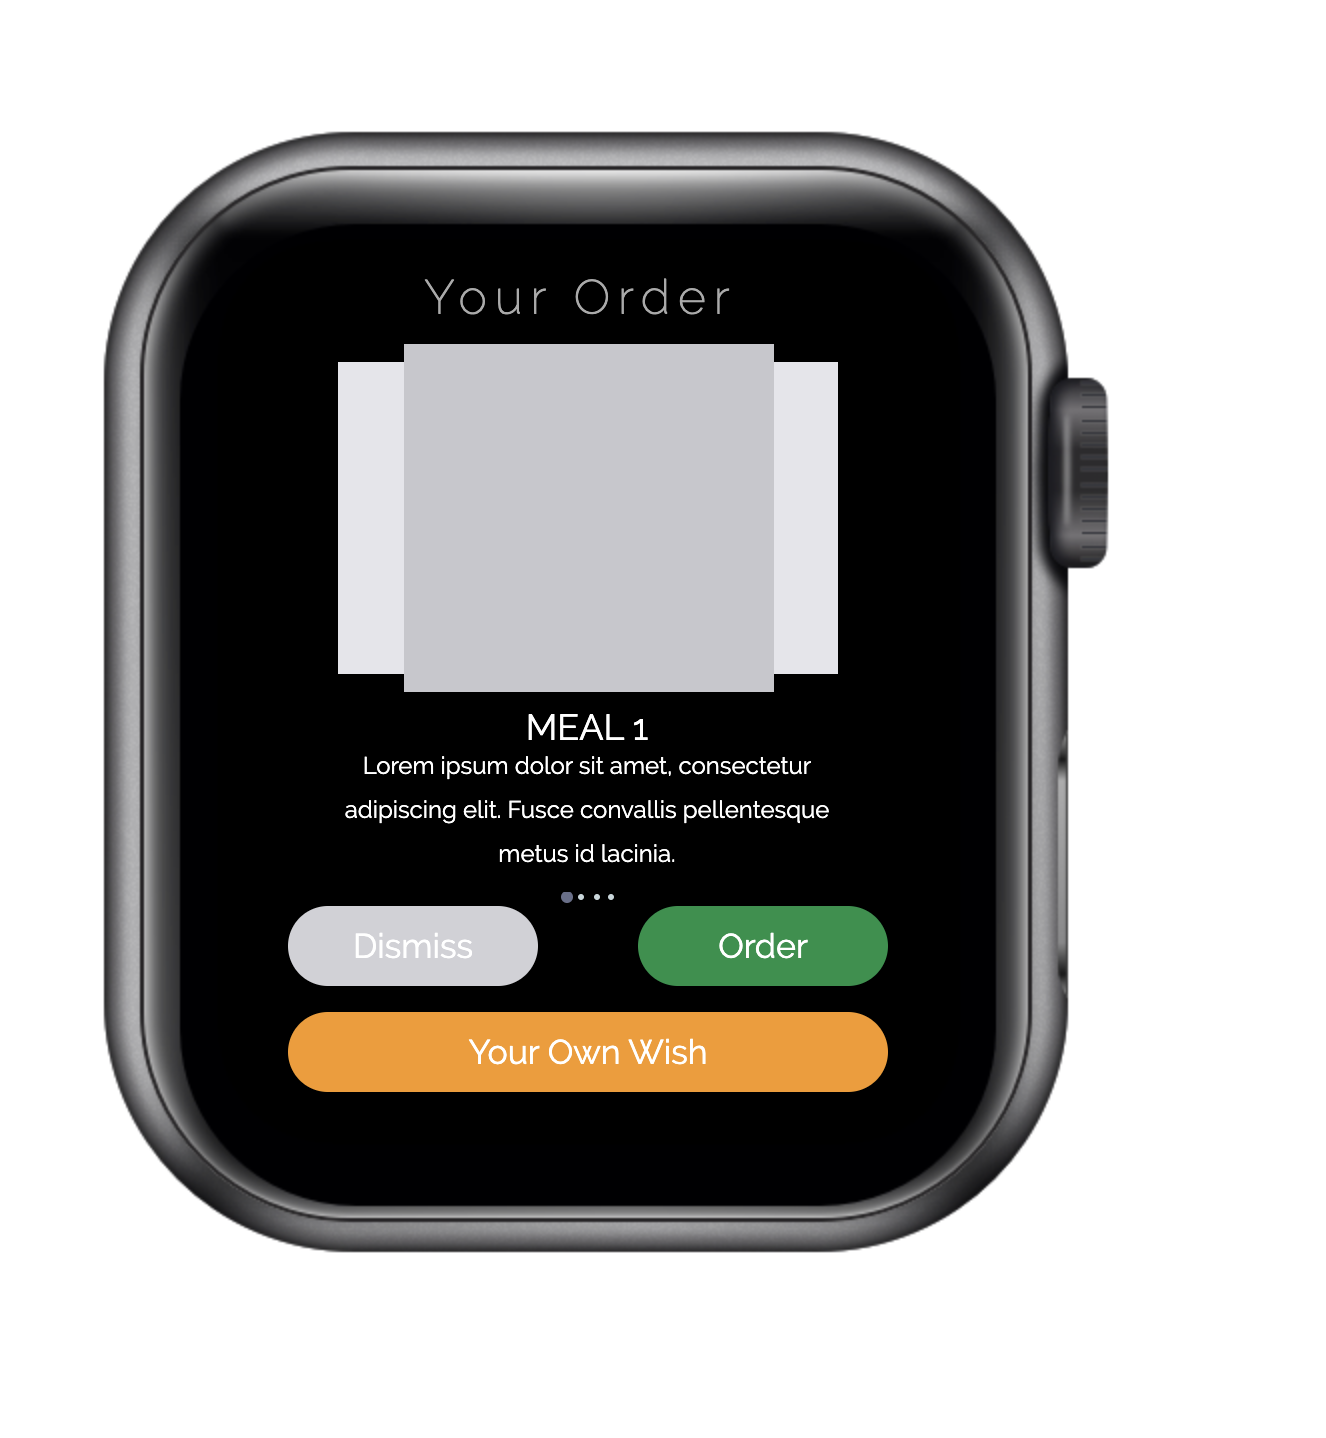 Your Order
MEAL 1
Lorem ipsum dolor sit amet, consectetur
adipiscing elit. Fusce convallis pellentesque
metus id lacinia.
Dismiss
Order
Your Own Wish